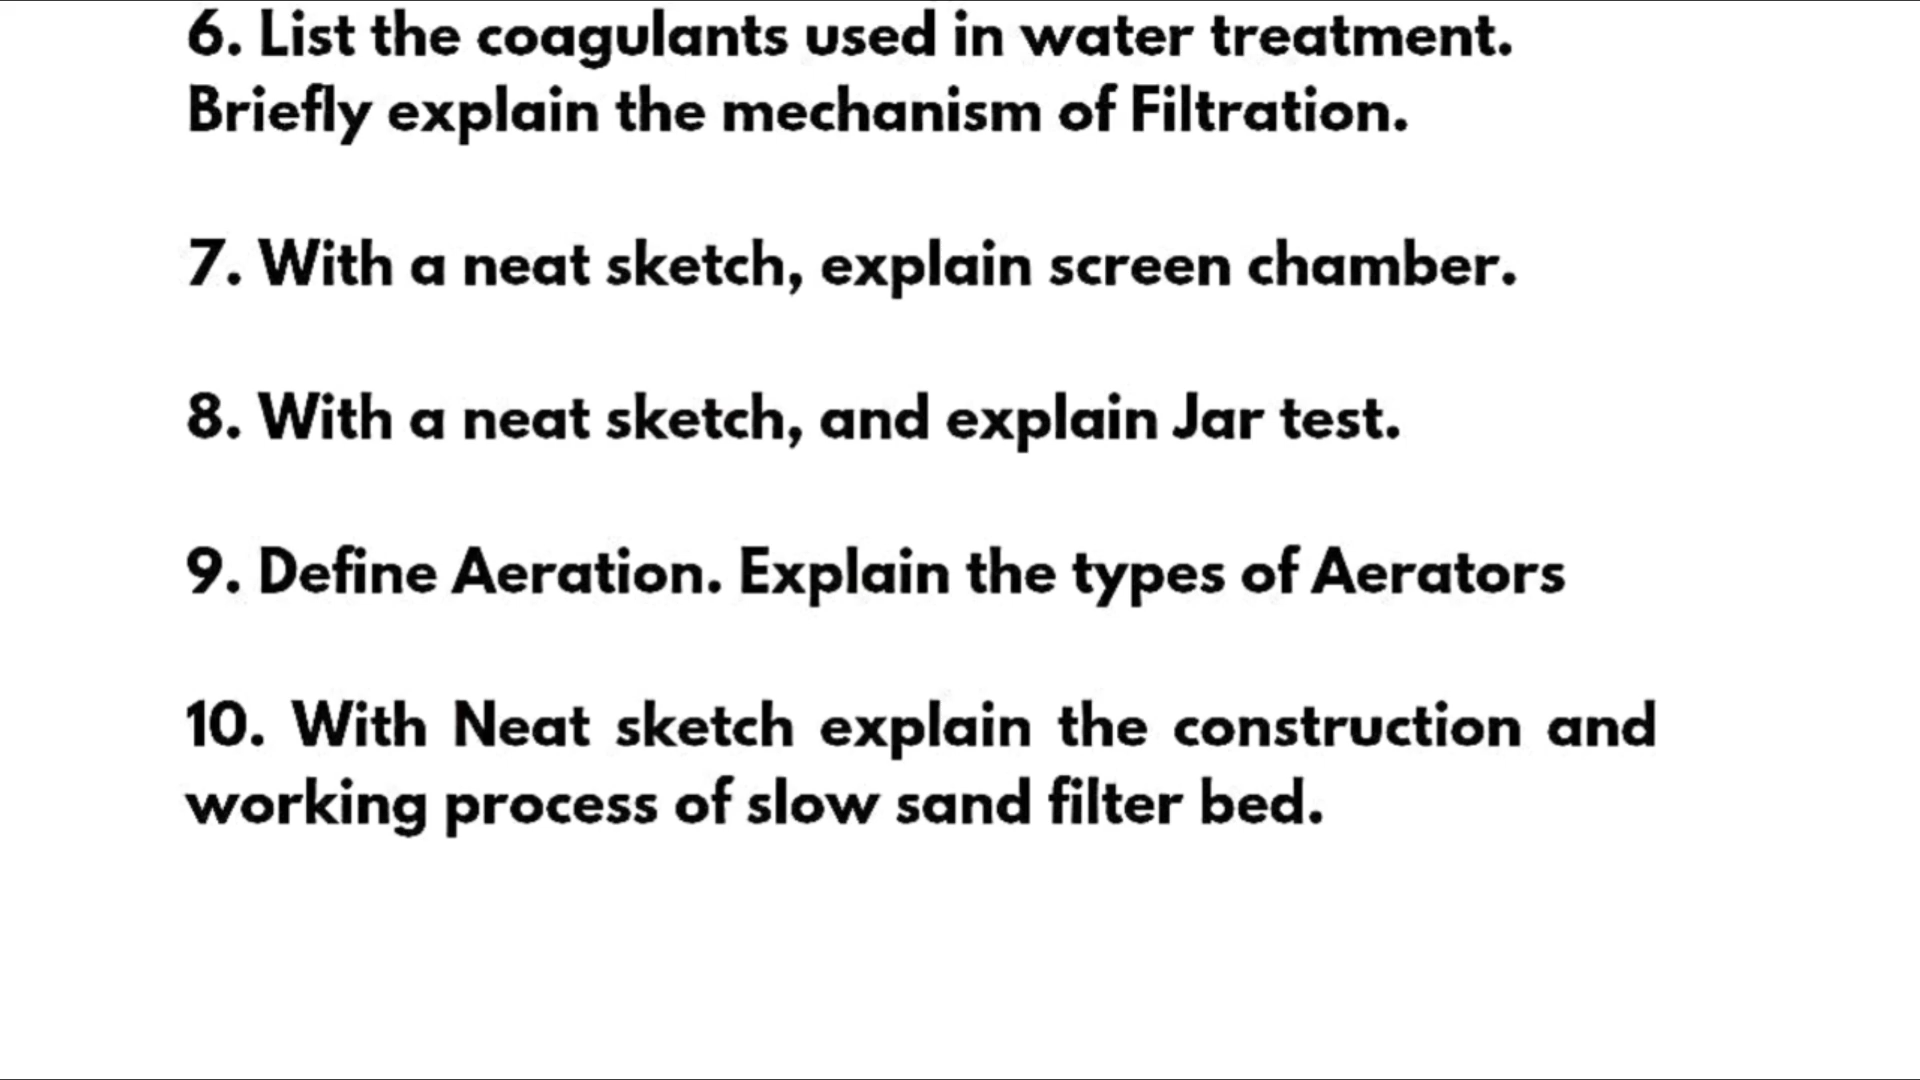 6. List the coagulants used in water treatment.
Briefly explain the mechanism of Filtration.
7. With a neat sketch, explain screen chamber.
8. With a neat sketch, and explain Jar test.
9. Define Aeration. Explain the types of Aerators
10. With Neat sketch explain the construction and
working process of slow sand filter bed.